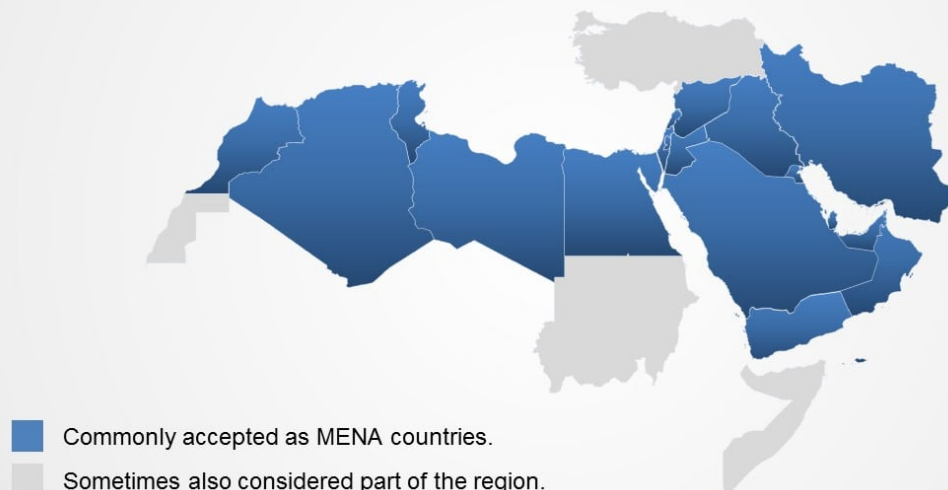 Commonly accepted as MENA countries.
Sometimes also considered part of the region.